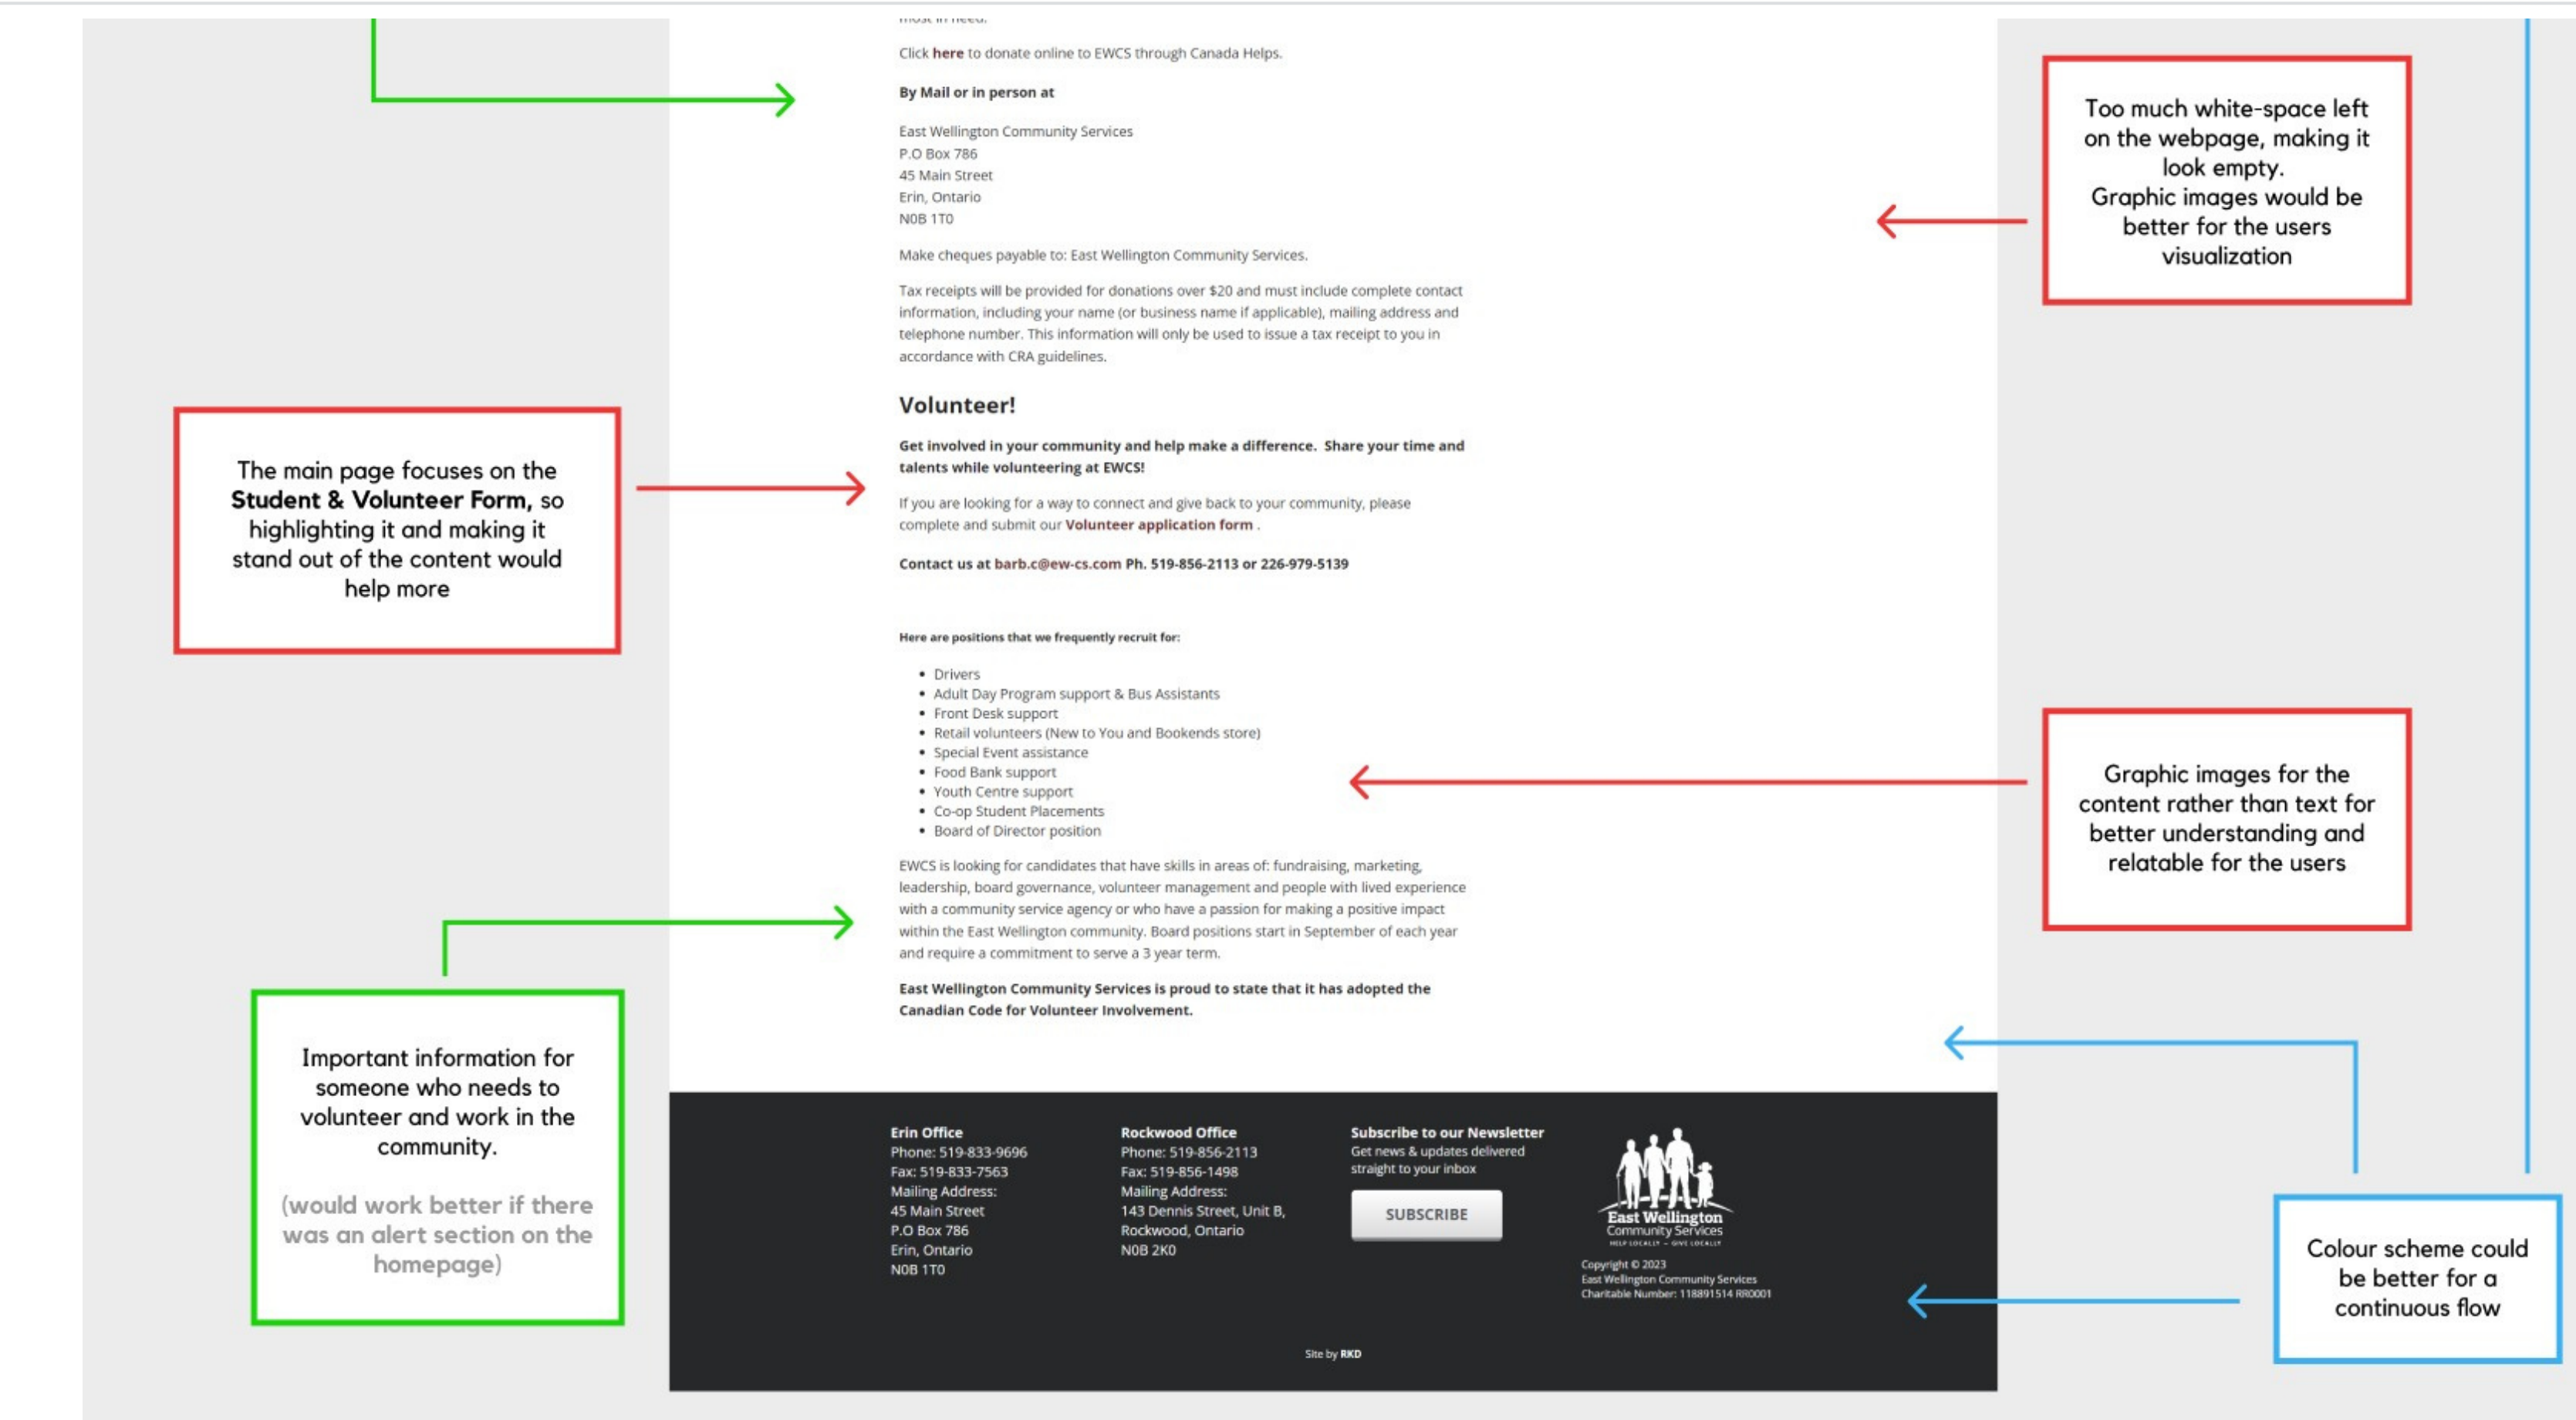 most in need.
Click here to donate online to EWCS through Canada Helps.
By Mail or in person at
East Wellington Community Services
P.O Box 786
45 Main Street
Erin, Ontario
N0B 1T0
Make cheques payable to: East Wellington Community Services.
Tax receipts will be provided for donations over $20 and must include complete contact
information, including your name (or business name if applicable), mailing address and
telephone number. This information will only be used to issue a tax receipt to you in
accordance with CRA guidelines.
Too much white-space left
on the webpage, making it
look empty.
Graphic images would be
better for the users
visualization
The main page focuses on the
Student & Volunteer Form, so
highlighting it and making it
stand out of the content would
help more
Volunteer!
Get involved in your community and help make a difference. Share your time and
talents while volunteering at EWCS!
If you are looking for a way to connect and give back to your community, please
complete and submit our Volunteer application form .
Contact us at barb.c@ew-cs.com Ph. 519-856-2113 or 226-979-5139
Here are positions that we frequently recruit for:
• Drivers
• Adult Day Program support & Bus Assistants
• Front Desk support
• Retail volunteers (New to You and Bookends store)
• Special Event assistance
• Food Bank support
• Youth Centre support
• Co-op Student Placements
• Board of Director position
Graphic images for the
content rather than text for
better understanding and
relatable for the users
EWCS is looking for candidates that have skills in areas of: fundraising, marketing,
leadership, board governance, volunteer management and people with lived experience
with a community service agency or who have a passion for making a positive impact
within the East Wellington community. Board positions start in September of each year
and require a commitment to serve a 3 year term.
East Wellington Community Services is proud to state that it has adopted the
Canadian Code for Volunteer Involvement.
Important information for
someone who needs to
volunteer and work in the
community.
(would work better if there
was an alert section on the
homepage)
Erin Office
Phone: 519-833-9696
Fax: 519-833-7563
Mailing Address:
45 Main Street
P.O Box 786
Erin, Ontario
N0B 1T0
Rockwood Office
Phone: 519-856-2113
Fax: 519-856-1498
Mailing Address:
143 Dennis Street, Unit B,
Rockwood, Ontario
N0B 2K0
Subscribe to our Newsletter
Get news & updates delivered
straight to your inbox
SUBSCRIBE
East Wellington
Community Services
HELP LOCALLY ~ GIVE LOCALLY
Copyright © 2023
East Wellington Community Services
Charitable Number: 118891514 RR0001
Site by RKD
Colour scheme could
be better for a
continuous flow